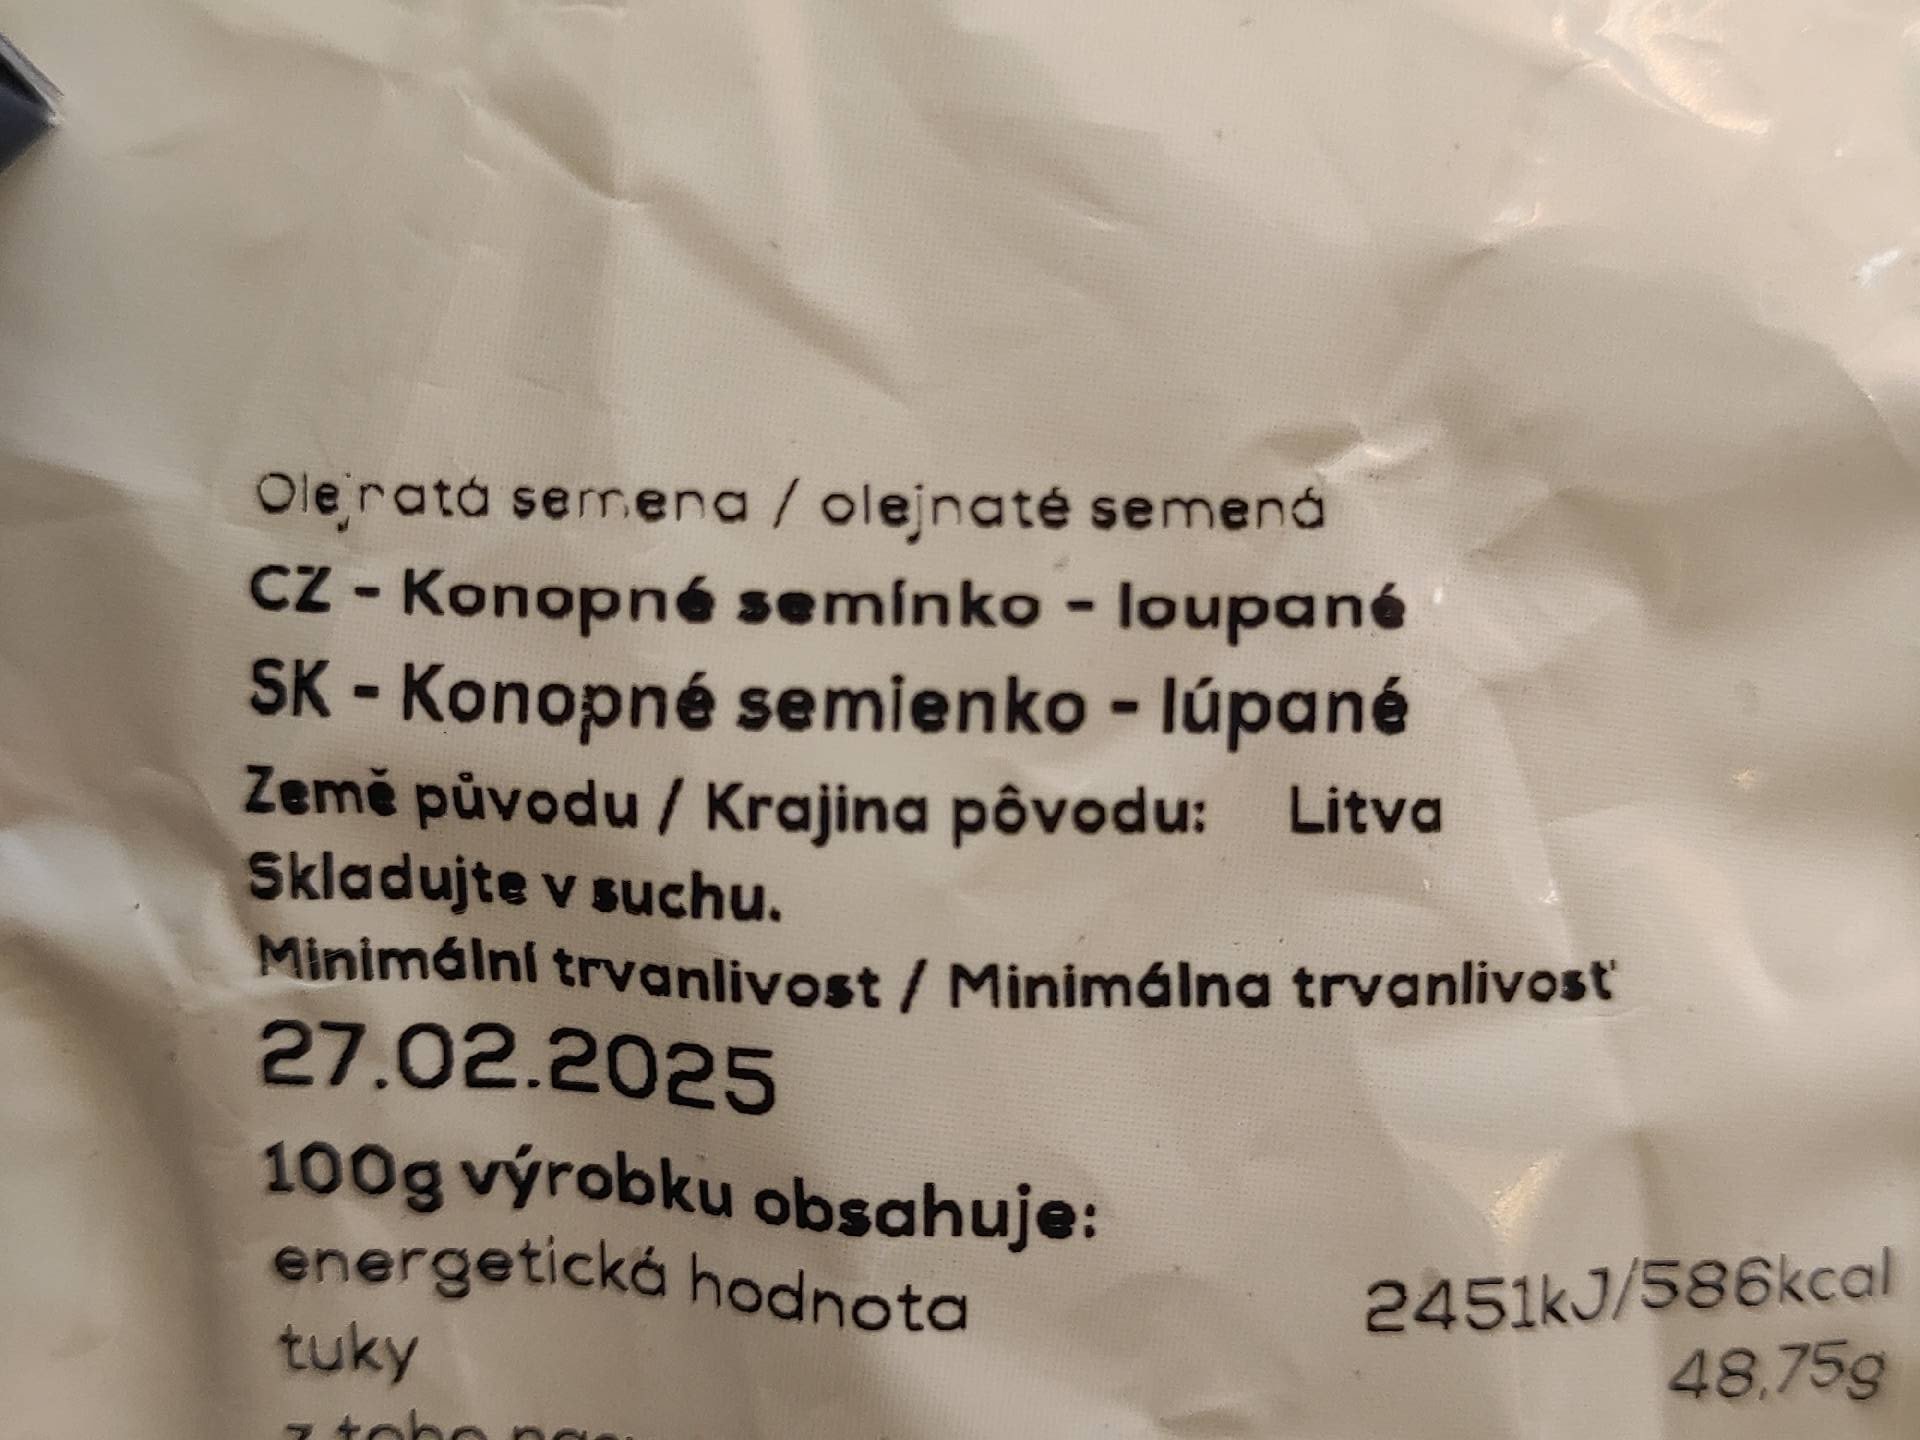 Olejnatá semena / olejnaté semená
CZ - Konopné semínko - loupané
SK - Konopné semienko - lúpané
Země původu / Krajina pôvodu: Litva
Skladujte v suchu.
Minimální trvanlivost / Minimálna trvanlivosť
27.02.2025
100g výrobku obsahuje:
energetická hodnota 2451kJ/586kcal
tuky 48,75g
z toho